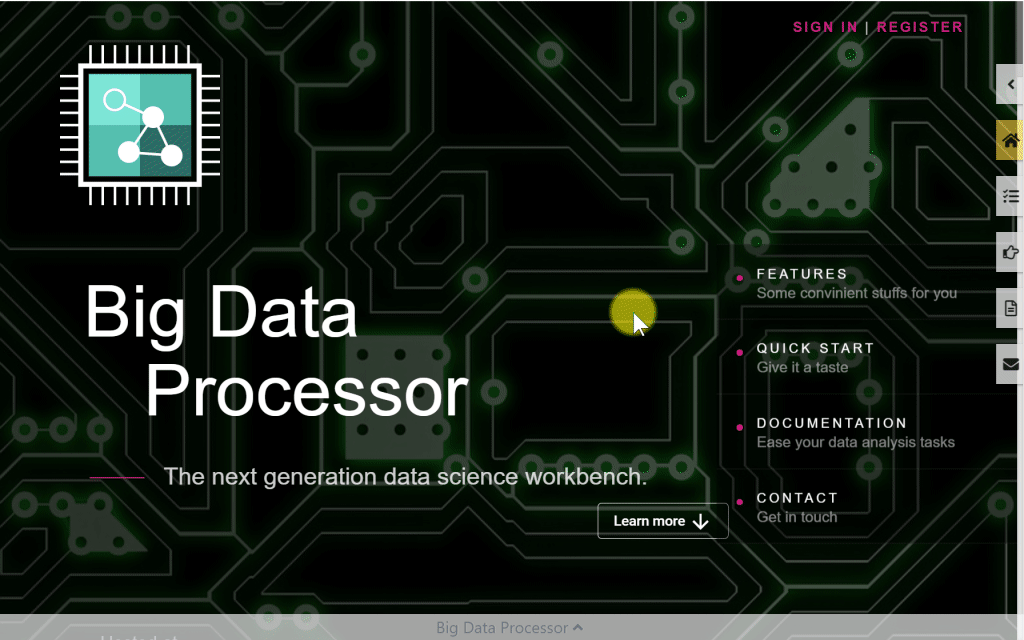 SIGN IN | REGISTER
Big Data
Processor
The next generation data science workbench.
Learn more
FEATURES
Some convinient stuffs for you
QUICK START
Give it a taste
DOCUMENTATION
Ease your data analysis tasks
CONTACT
Get in touch
Big Data Processor
Hosted at